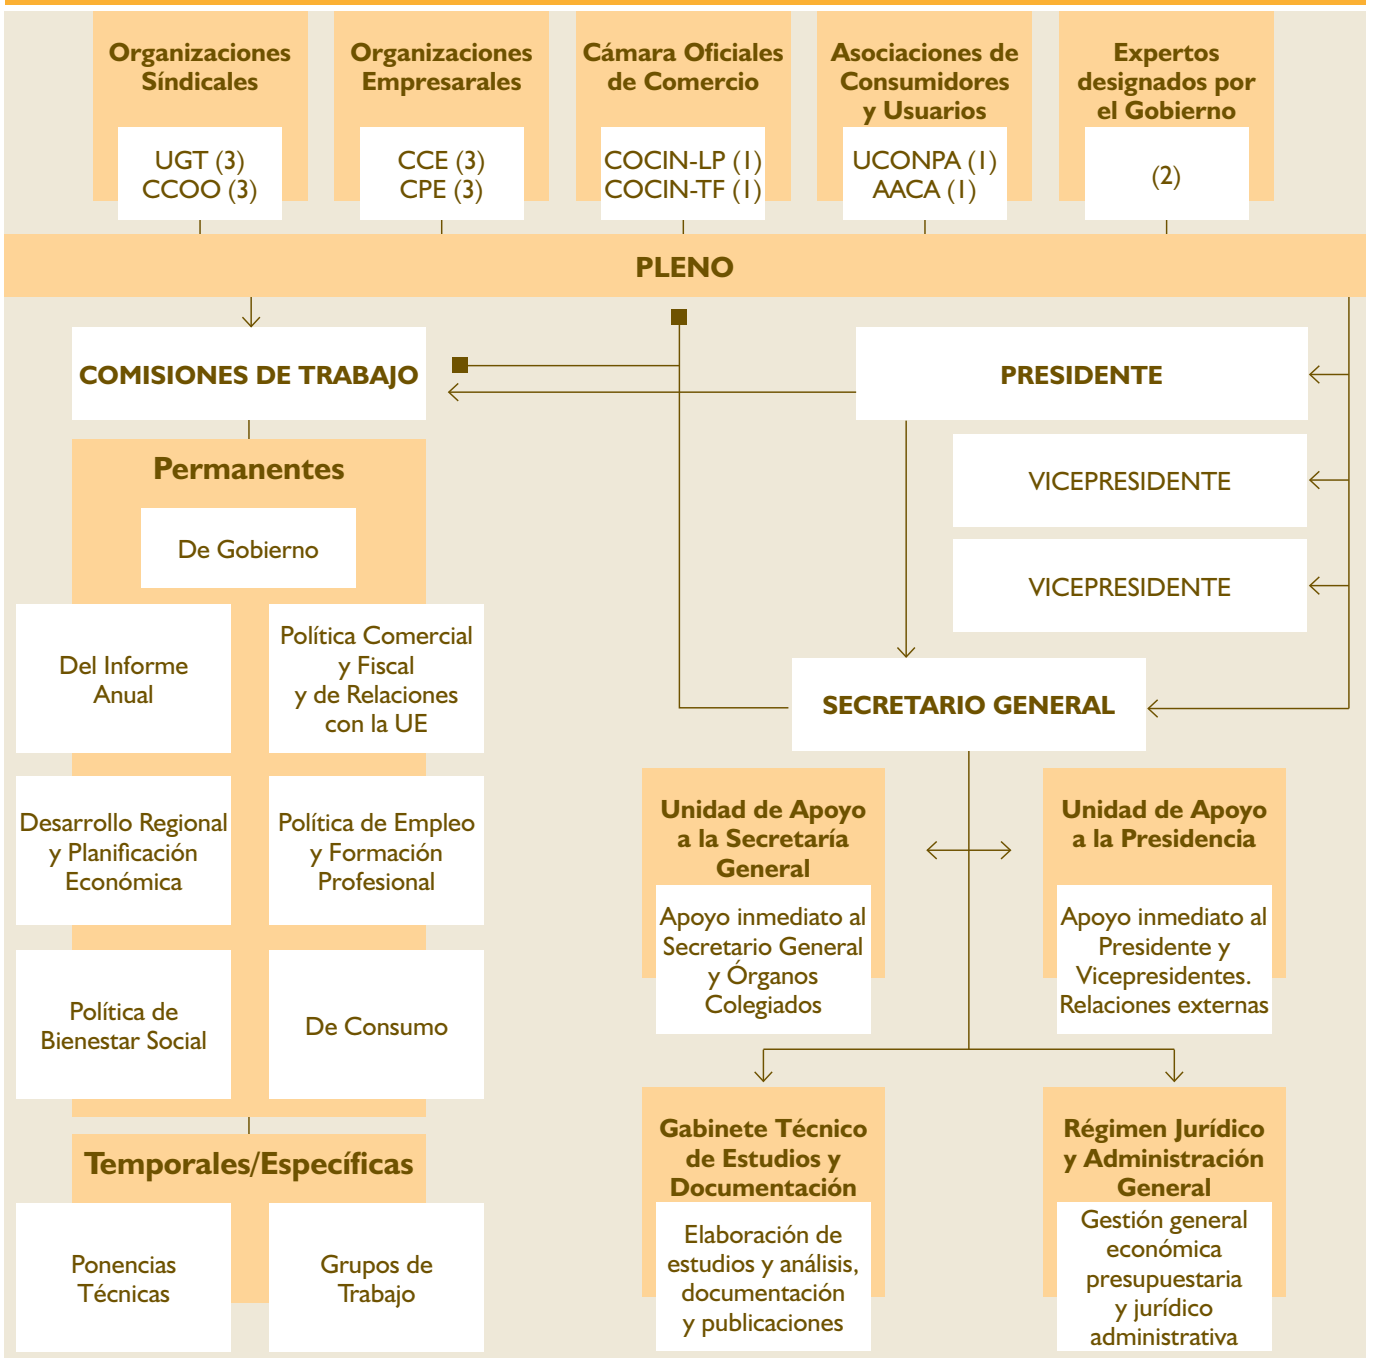 Organizaciones
Síndicales
UGT (3)
CCOO (3)
Organizaciones
Empresarales
CCE (3)
CPE (3)
Cámara Oficiales
de Comercio
COCIN-LP (1)
COCIN-TF (1)
Asociaciones de
Consumidores
y Usuarios
UCONPA (1)
AACA (1)
Expertos
designados por
el Gobierno
(2)
PLENO
COMISIONES DE TRABAJO
PRESIDENTE
VICEPRESIDENTE
VICEPRESIDENTE
SECRETARIO GENERAL
Permanentes
De Gobierno
Del Informe
Anual
Política Comercial
y Fiscal
y de Relaciones
con la UE
Desarrollo Regional
y Planificación
Económica
Política de Empleo
y Formación
Profesional
Política de
Bienestar Social
De Consumo
Temporales/Específicas
Ponencias
Técnicas
Grupos de
Trabajo
Unidad de Apoyo
a la Secretaría
General
Apoyo inmediato al
Secretario General
y Órganos
Colegiados
Unidad de Apoyo
a la Presidencia
Apoyo inmediato al
Presidente y
Vicepresidentes.
Relaciones externas
Gabinete Técnico
de Estudios y
Documentación
Elaboración de
estudios y análisis,
documentación
y publicaciones
Régimen Jurídico
y Administración
General
Gestión general
económica
presupuestaria
y jurídico
administrativa